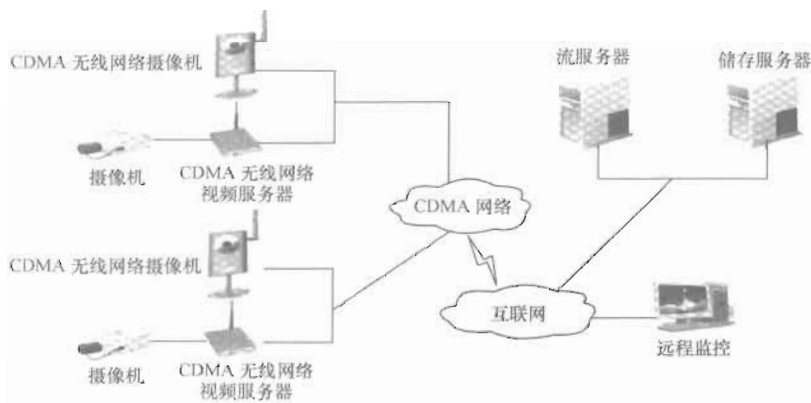 CDMA 无线网络摄像机
摄像机
CDMA 无线网络
视频服务器
CDMA 无线网络摄像机
摄像机
CDMA 无线网络
视频服务器
CDMA 网络
互联网
流服务器
储存服务器
远程监控